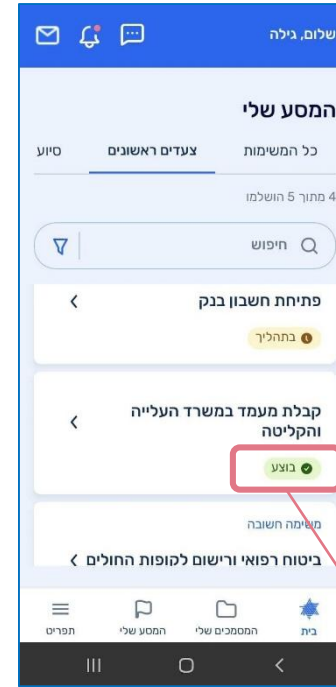 שלום, גילה
המסע שלי
כל המשימות
צעדים ראשונים
סיוע
4 מתוך 5 הושלמו
חיפוש
פתיחת חשבון בנק
בתהליך
קבלת מעמד במשרד העלייה
והקליטה
בוצע
משימה חשובה
ביטוח רפואי ורישום לקופות החולים
בית
המסמכים שלי
המסע שלי
תפריט